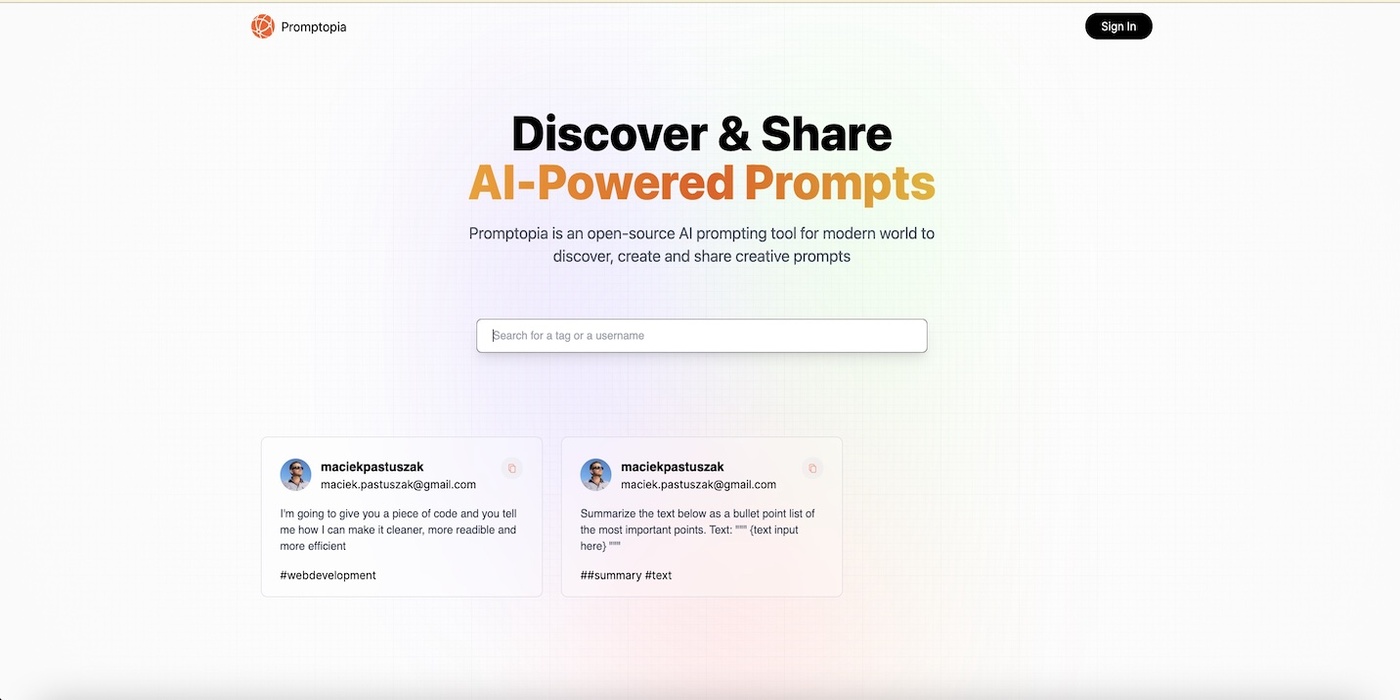 Promptopia
Sign In
Discover & Share
AI-Powered Prompts
Promptopia is an open-source AI prompting tool for modern world to
discover, create and share creative prompts
Search for a tag or a username
maciekpastuszak
maciek.pastuszak@gmail.com
I'm going to give you a piece of code and you tell
me how I can make it cleaner, more readible and
more efficient
#webdevelopment
maciekpastuszak
maciek.pastuszak@gmail.com
Summarize the text below as a bullet point list of
the most important points. Text: """ {text input
here} """
##summary #text